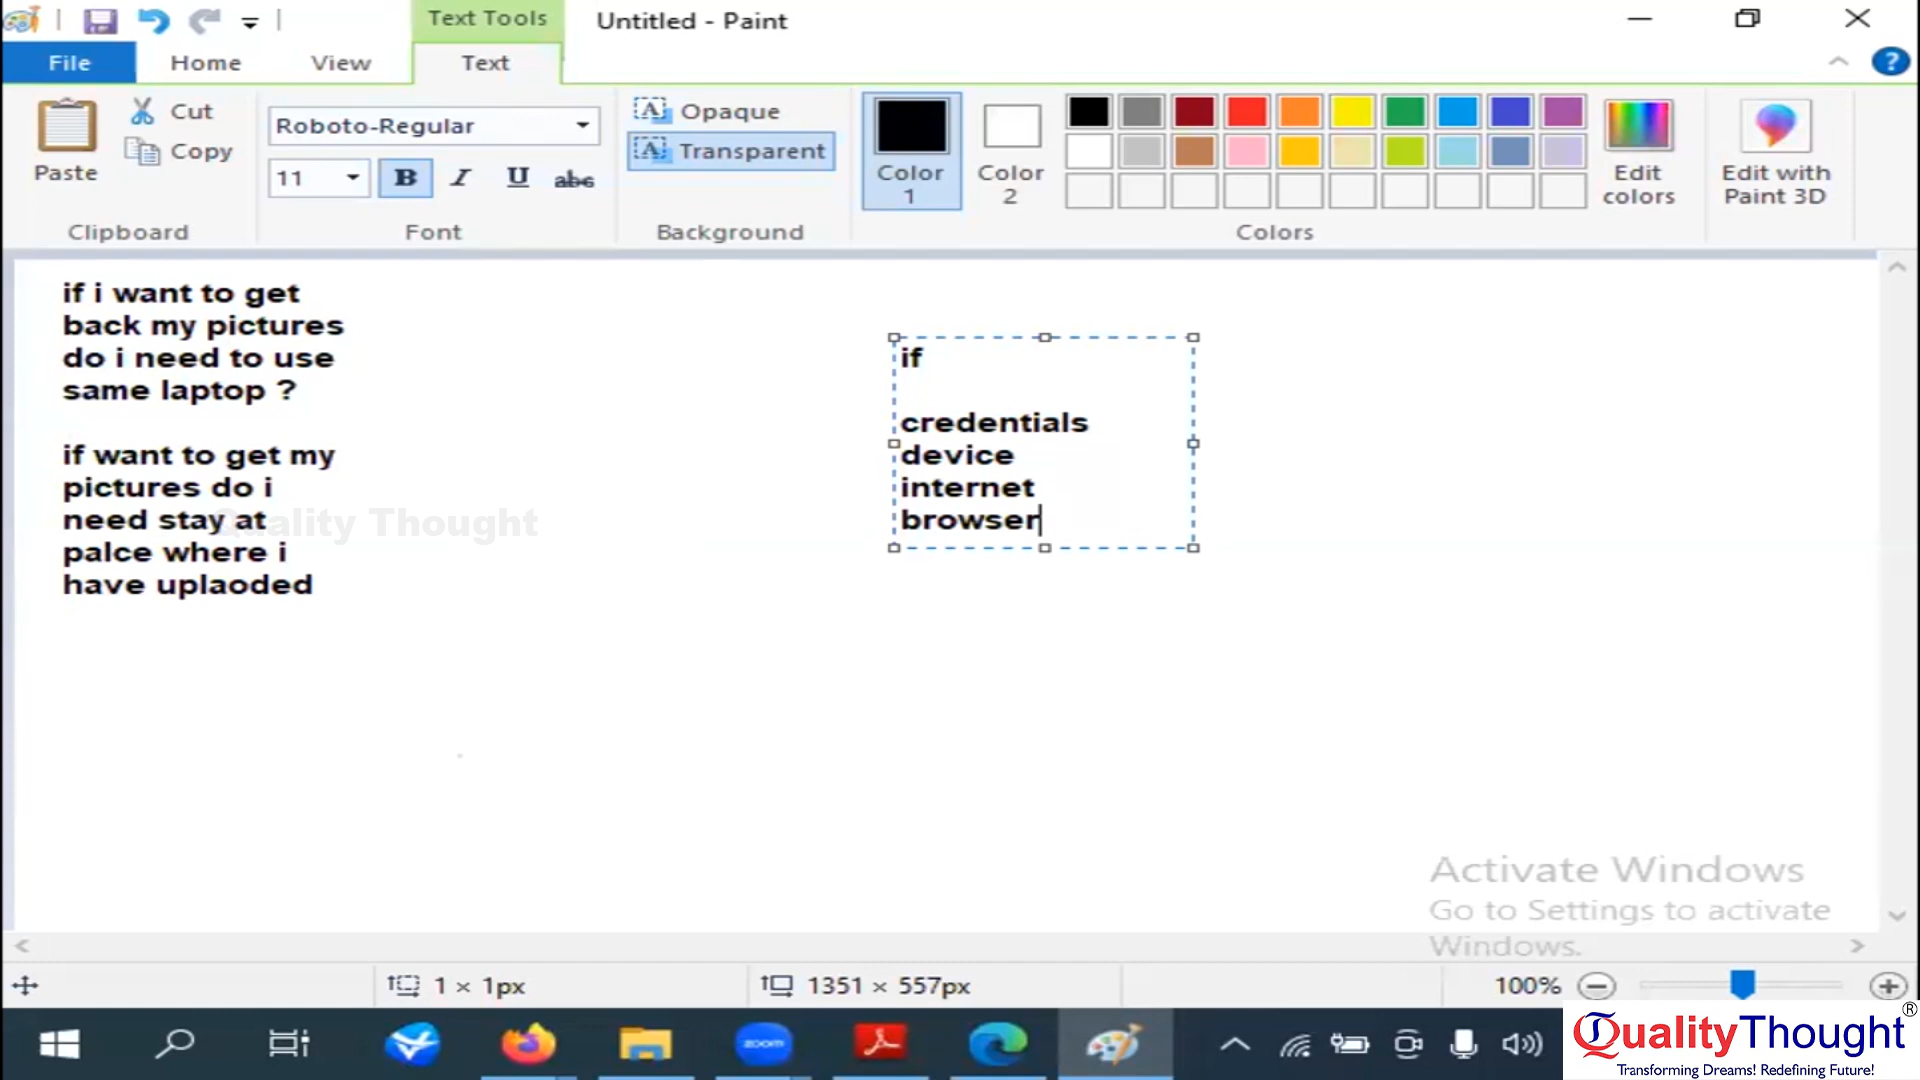 Text Tools
Untitled - Paint
File
Home
View
Text
?
Paste
Cut
Copy
Clipboard
Roboto-Regular
11
B
I
U
abc
Font
A Opaque
A Transparent
Background
Color
1
Color
2
Colors
Edit
colors
Edit with
Paint 3D
if i want to get
back my pictures
do i need to use
same laptop ?
if want to get my
pictures do i
need stay at
palce where i
have uplaoded
Quality Thought
if
credentials
device
internet
browser
Activate Windows
Go to Settings to activate
Windows.
1 × 1px
1351 × 557px
100%
zoom
QualityThought®
Transforming Dreams! Redefining Future!